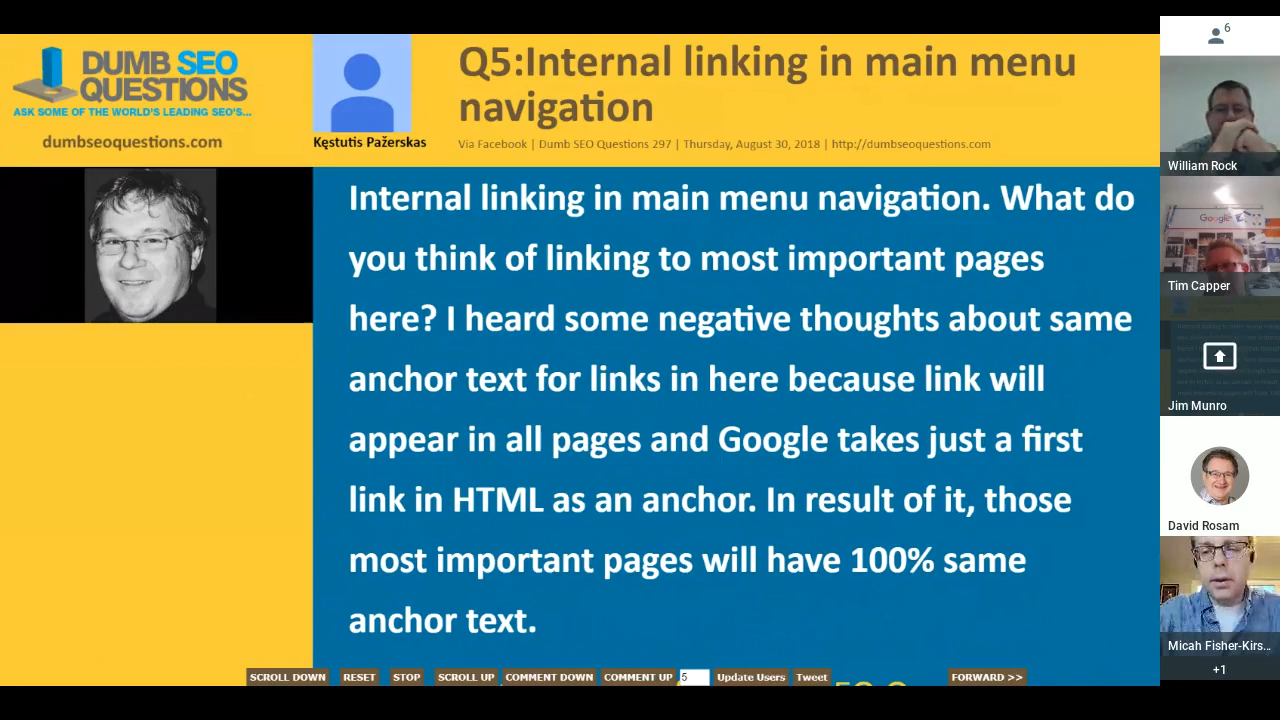 DUMB SEO
QUESTIONS
ASK SOME OF THE WORLD'S LEADING SEO'S...
dumbseoquestions.com
Kęstutis Pažerskas
Q5:Internal linking in main menu
navigation
Via Facebook | Dumb SEO Questions 297 | Thursday, August 30, 2018 | http://dumbseoquestions.com
Internal linking in main menu navigation. What do
you think of linking to most important pages
here? I heard some negative thoughts about same
anchor text for links in here because link will
appear in all pages and Google takes just a first
link in HTML as an anchor. In result of it, those
most important pages will have 100% same
anchor text.
SCROLL DOWN RESET STOP SCROLL UP COMMENT DOWN COMMENT UP 5 Update Users Tweet FORWARD >>
6
William Rock
Google
Tim Capper
Jim Munro
David Rosam
Micah Fisher-Kirs...
+1